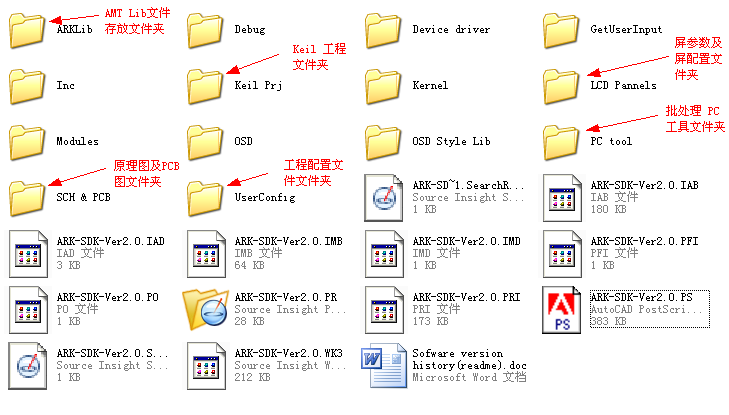 AMT Lib文件
存放文件夹
ARKLib
Debug
Device driver
GetUserInput
Keil 工程
文件夹
屏参数及
屏配置文
件夹
Inc
Keil Prj
Kernel
LCD Pannels
批处理 PC
工具文件夹
Modules
OSD
OSD Style Lib
PC tool
原理图及PCB
图文件夹
工程配置文
件文件夹
SCH & PCB
UserConfig
ARK-SD~1.SearchR...
Source Insight S...
1 KB
ARK-SDK-Ver2.0.IAB
IAB 文件
180 KB
ARK-SDK-Ver2.0.IAD
IAD 文件
3 KB
ARK-SDK-Ver2.0.IMB
IMB 文件
64 KB
ARK-SDK-Ver2.0.IMD
IMD 文件
1 KB
ARK-SDK-Ver2.0.PFI
PFI 文件
1 KB
ARK-SDK-Ver2.0.PO
PO 文件
1 KB
ARK-SDK-Ver2.0.PR
Source Insight P...
28 KB
ARK-SDK-Ver2.0.PRI
PRI 文件
173 KB
PS
ARK-SDK-Ver2.0.PS
AutoCAD PostScri...
383 KB
ARK-SDK-Ver2.0.S...
Source Insight S...
1 KB
ARK-SDK-Ver2.0.WK3
Source Insight W...
212 KB
Sofware version
history(readme).doc
Microsoft Word 文档